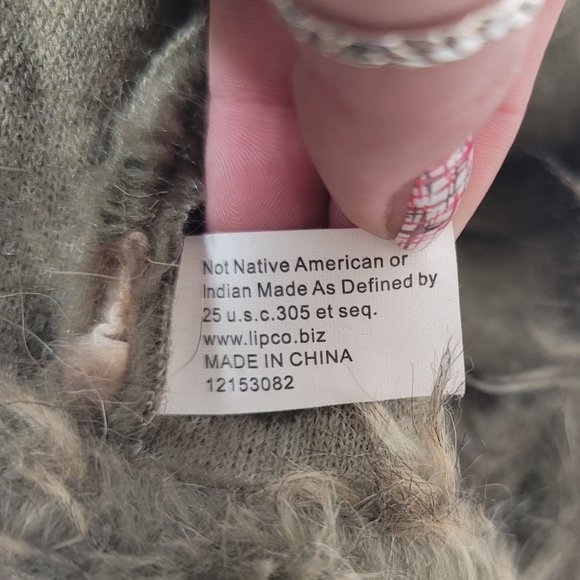 Not Native American or
Indian Made As Defined by
25 u.s.c.305 et seq.
www.lipco.biz
MADE IN CHINA
12153082